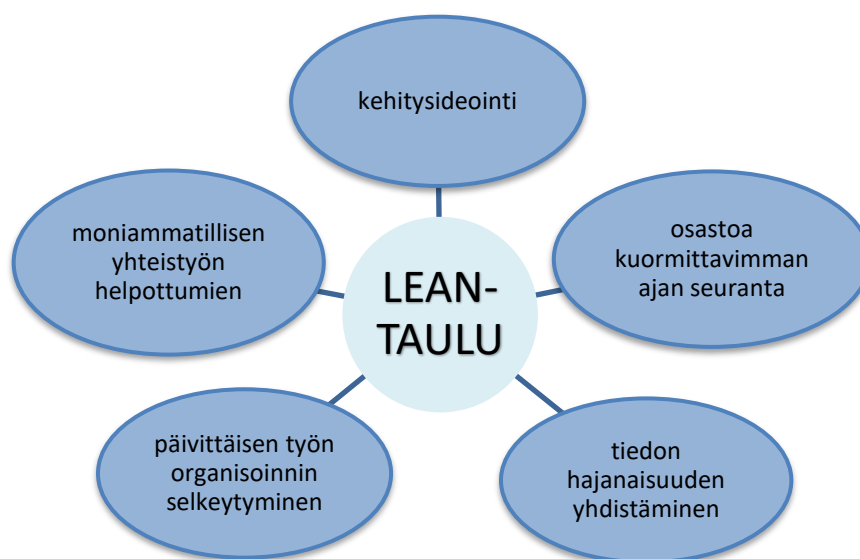 kehitysideointi
moniammatillisen
yhteistyön
helpottumien
osastoa
kuormittavimman
ajan seuranta
LEAN-
TAULU
päivittäisen työn
organisoinnin
selkeytyminen
tiedon
hajanaisuuden
yhdistäminen